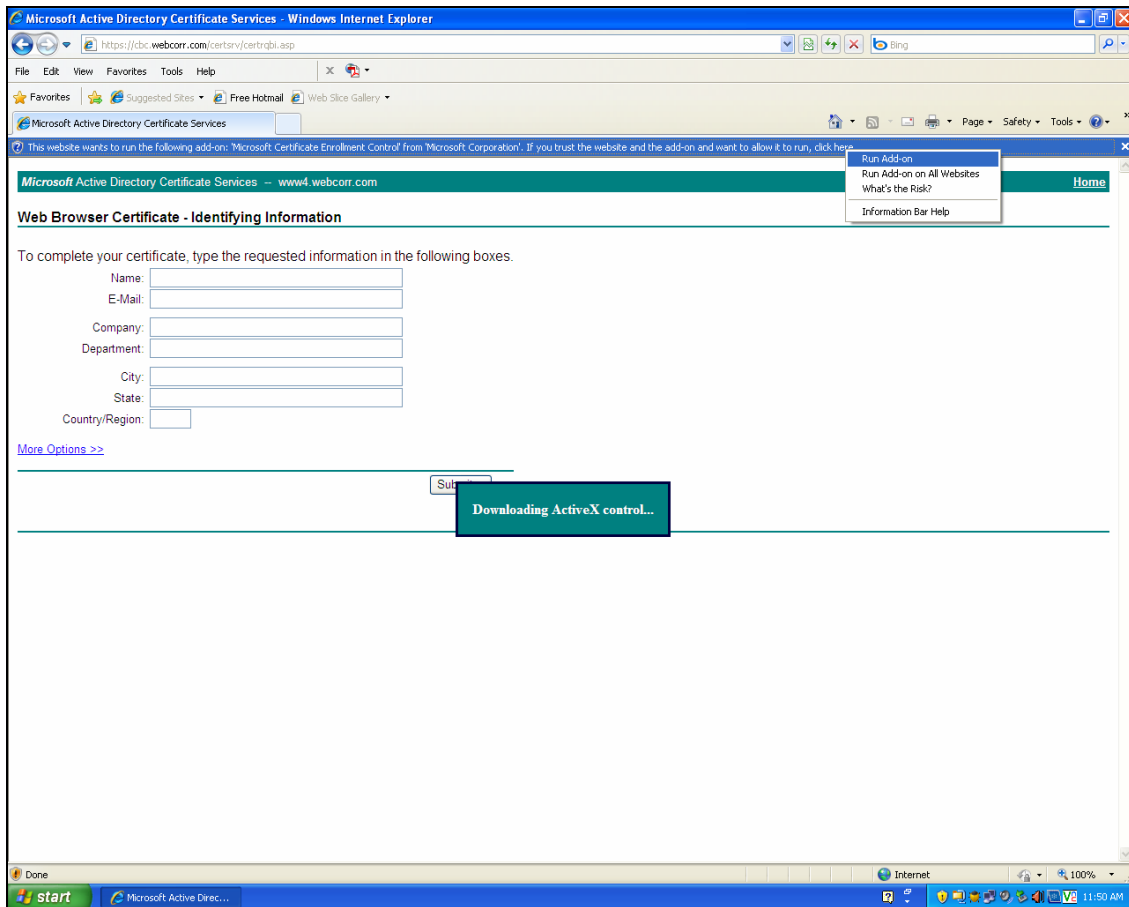 Microsoft Active Directory Certificate Services - Windows Internet Explorer
https://cbc.webcorr.com/certsrv/certrqbi.asp
Bing
File Edit View Favorites Tools Help
Favorites Suggested Sites Free Hotmail Web Slice Gallery
Microsoft Active Directory Certificate Services
Page Safety Tools
This website wants to run the following add-on: 'Microsoft Certificate Enrollment Control' from 'Microsoft Corporation'. If you trust the website and the add-on and want to allow it to run, click here
Run Add-on
Run Add-on on All Websites
What's the Risk?
Information Bar Help
Microsoft Active Directory Certificate Services -- www4.webcorr.com
Home
Web Browser Certificate - Identifying Information
To complete your certificate, type the requested information in the following boxes.
Name:
E-Mail:
Company:
Department:
City:
State:
Country/Region:
More Options >>
Downloading ActiveX control...
Done
Internet
100%
start
Microsoft Active Direc...
11:50 AM